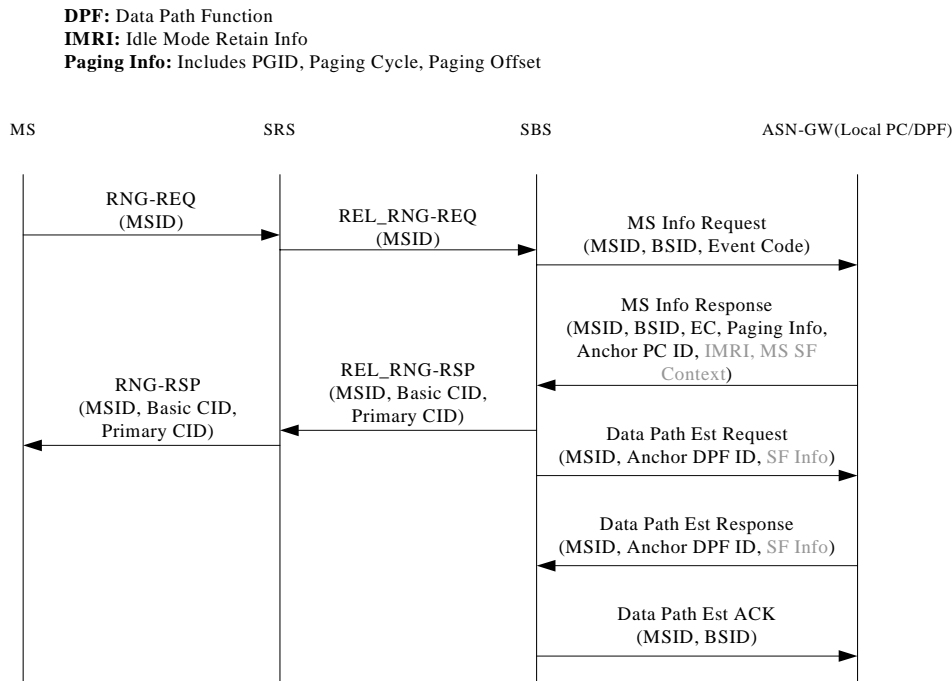 DPF: Data Path Function
IMRI: Idle Mode Retain Info
Paging Info: Includes PGID, Paging Cycle, Paging Offset
MS
SRS
SBS
ASN-GW(Local PC/DPF)
RNG-REQ
(MSID)
REL_RNG-REQ
(MSID)
MS Info Request
(MSID, BSID, Event Code)
MS Info Response
(MSID, BSID, EC, Paging Info,
Anchor PC ID, IMRI, MS SF
Context)
REL_RNG-RSP
(MSID, Basic CID,
Primary CID)
RNG-RSP
(MSID, Basic CID,
Primary CID)
Data Path Est Request
(MSID, Anchor DPF ID, SF Info)
Data Path Est Response
(MSID, Anchor DPF ID, SF Info)
Data Path Est ACK
(MSID, BSID)